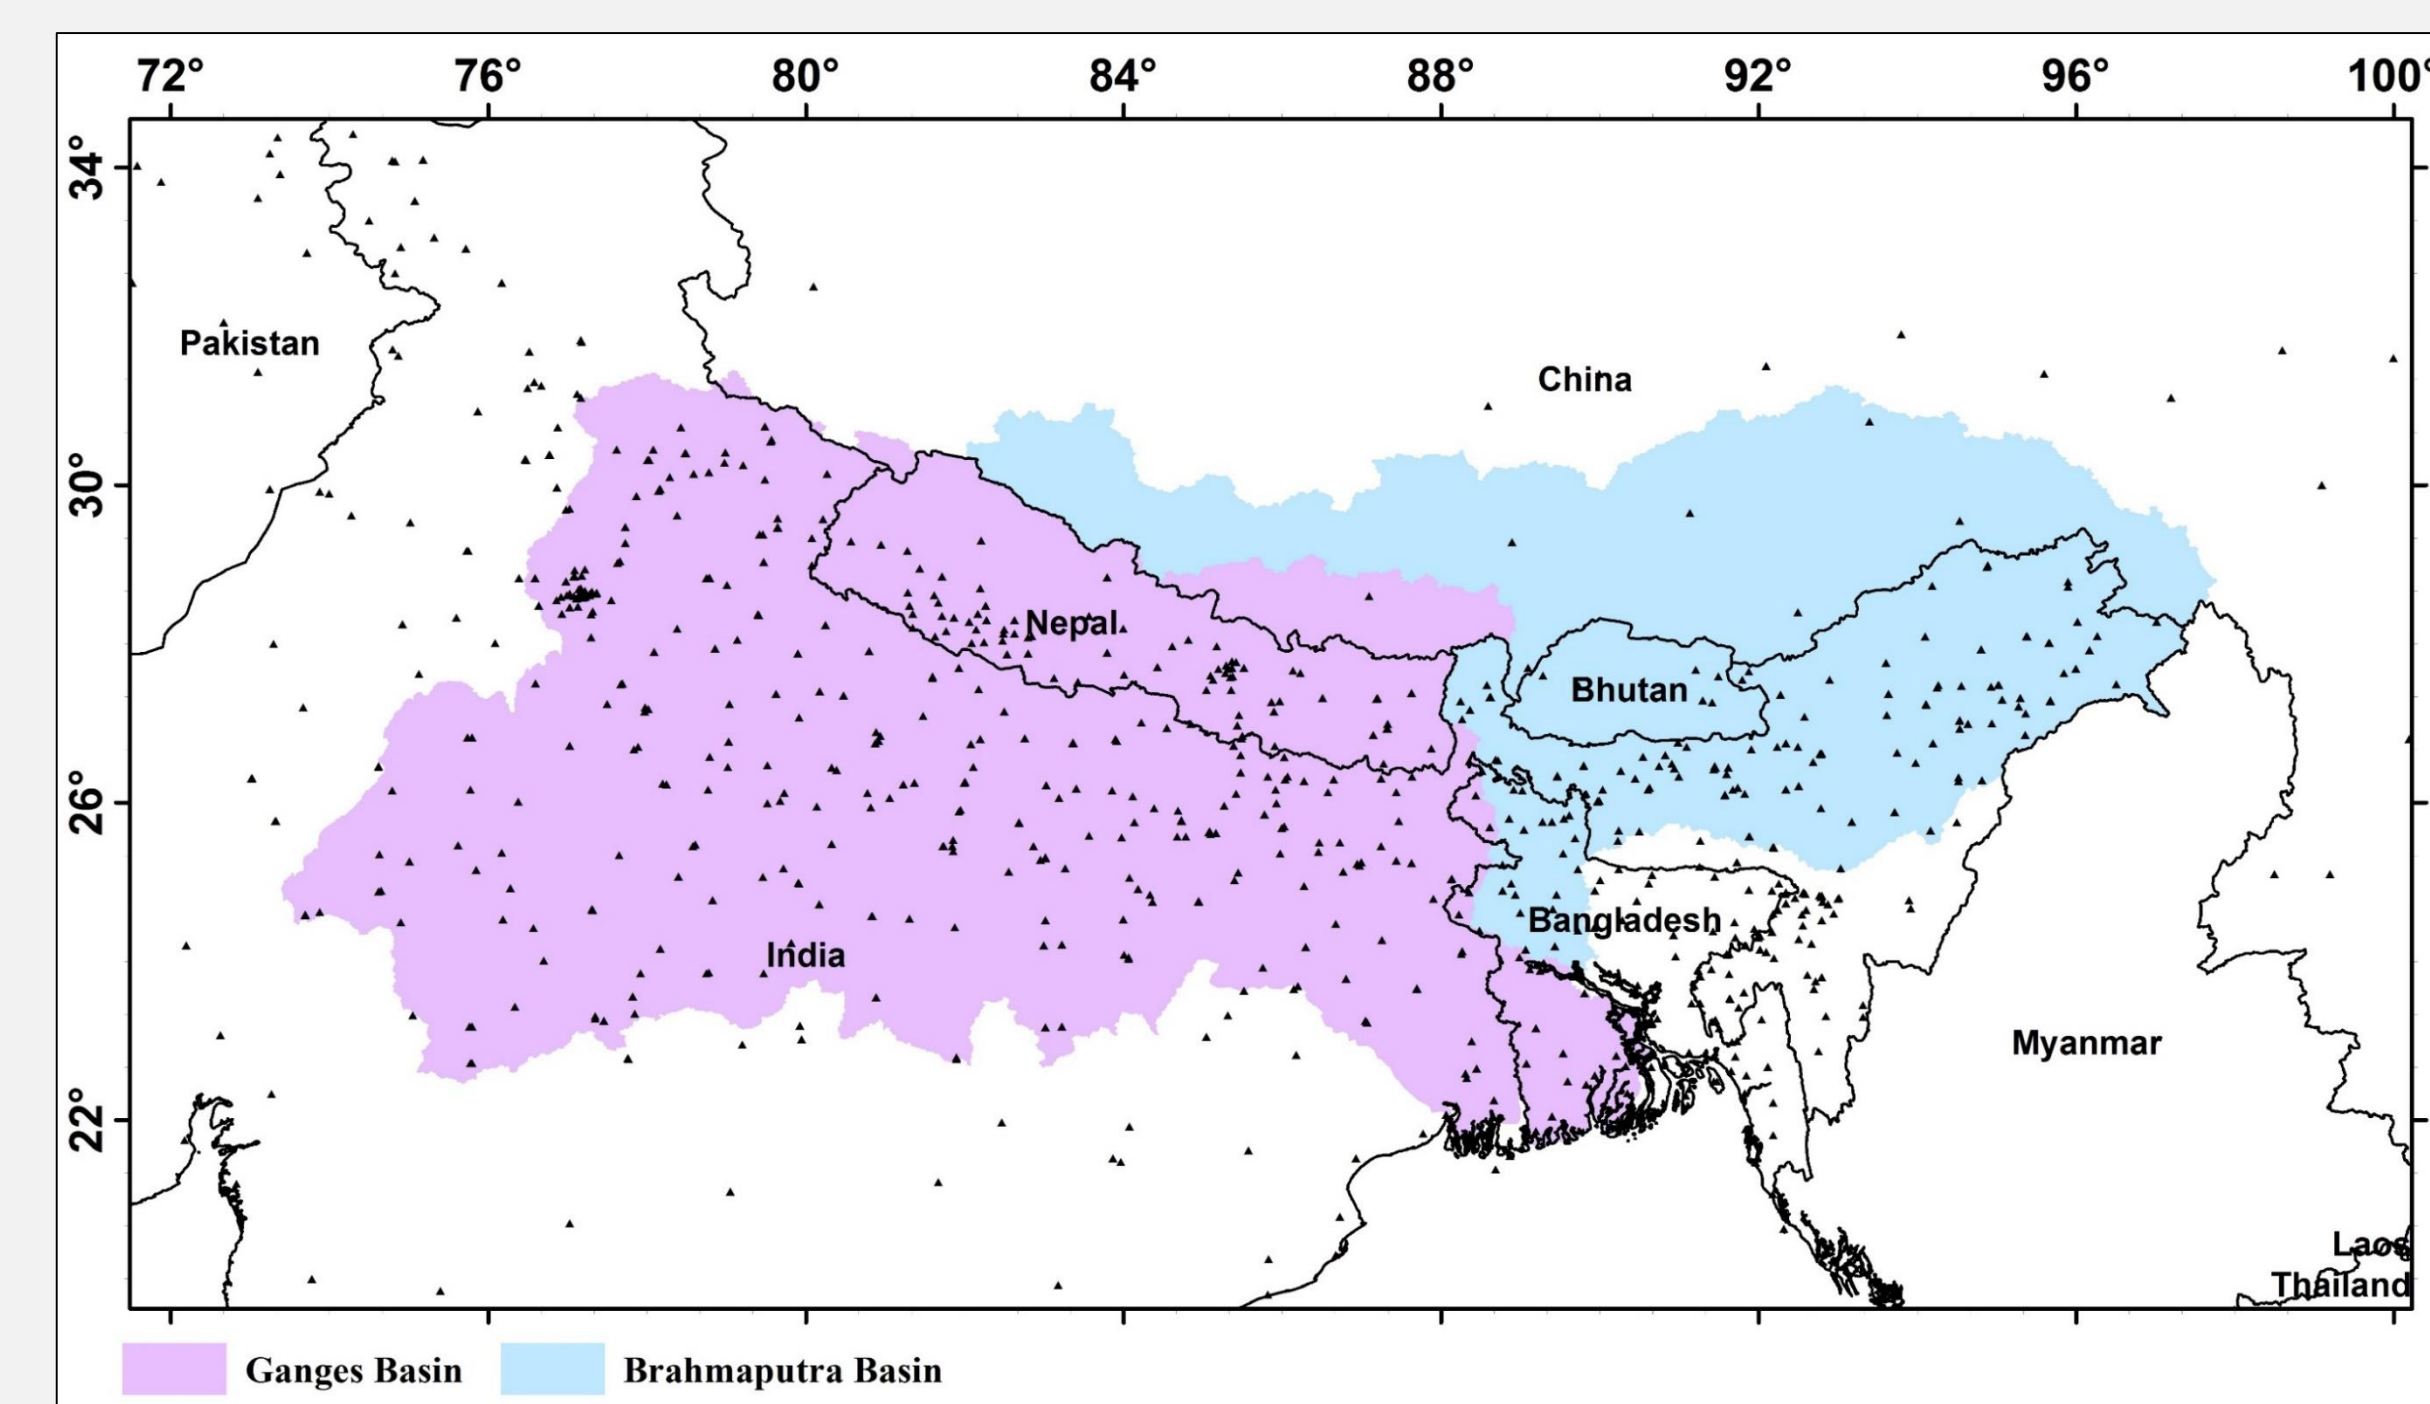 72° 76° 80° 84° 88° 92° 96° 100°
34°
Pakistan
China
30°
Nepal
Bhutan
26°
Bangladesh
India
Myanmar
22°
Laos
Thailand
Ganges Basin Brahmaputra Basin